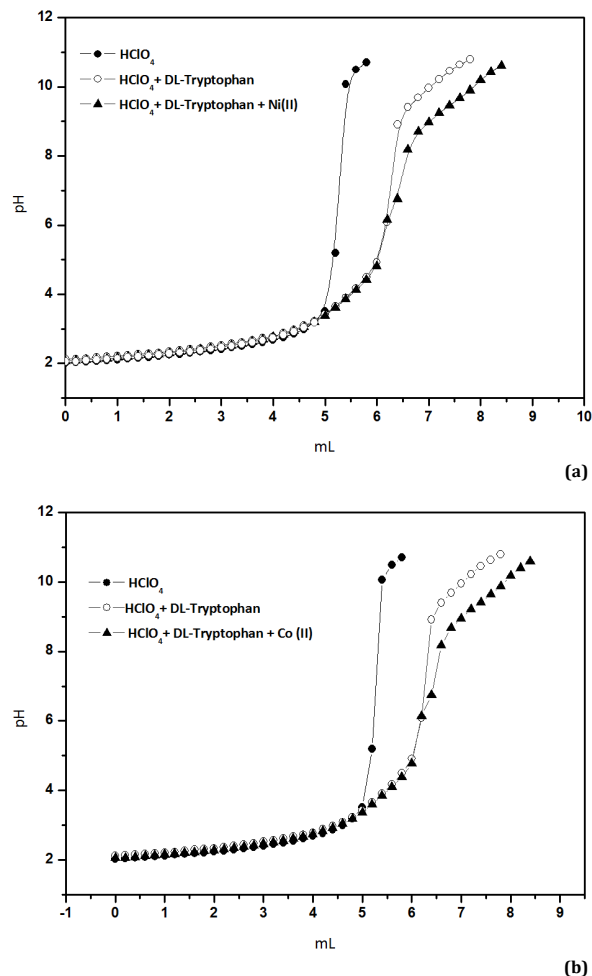 12
10
8
6
4
2
pH
HClO4
HClO4 + DL-Tryptophan
HClO4 + DL-Tryptophan + Ni(II)
0 1 2 3 4 5 6 7 8 9 10
mL
(a)
12
10
8
6
4
2
pH
HClO4
HClO4 + DL-Tryptophan
HClO4 + DL-Tryptophan + Co (II)
-1 0 1 2 3 4 5 6 7 8 9
mL
(b)